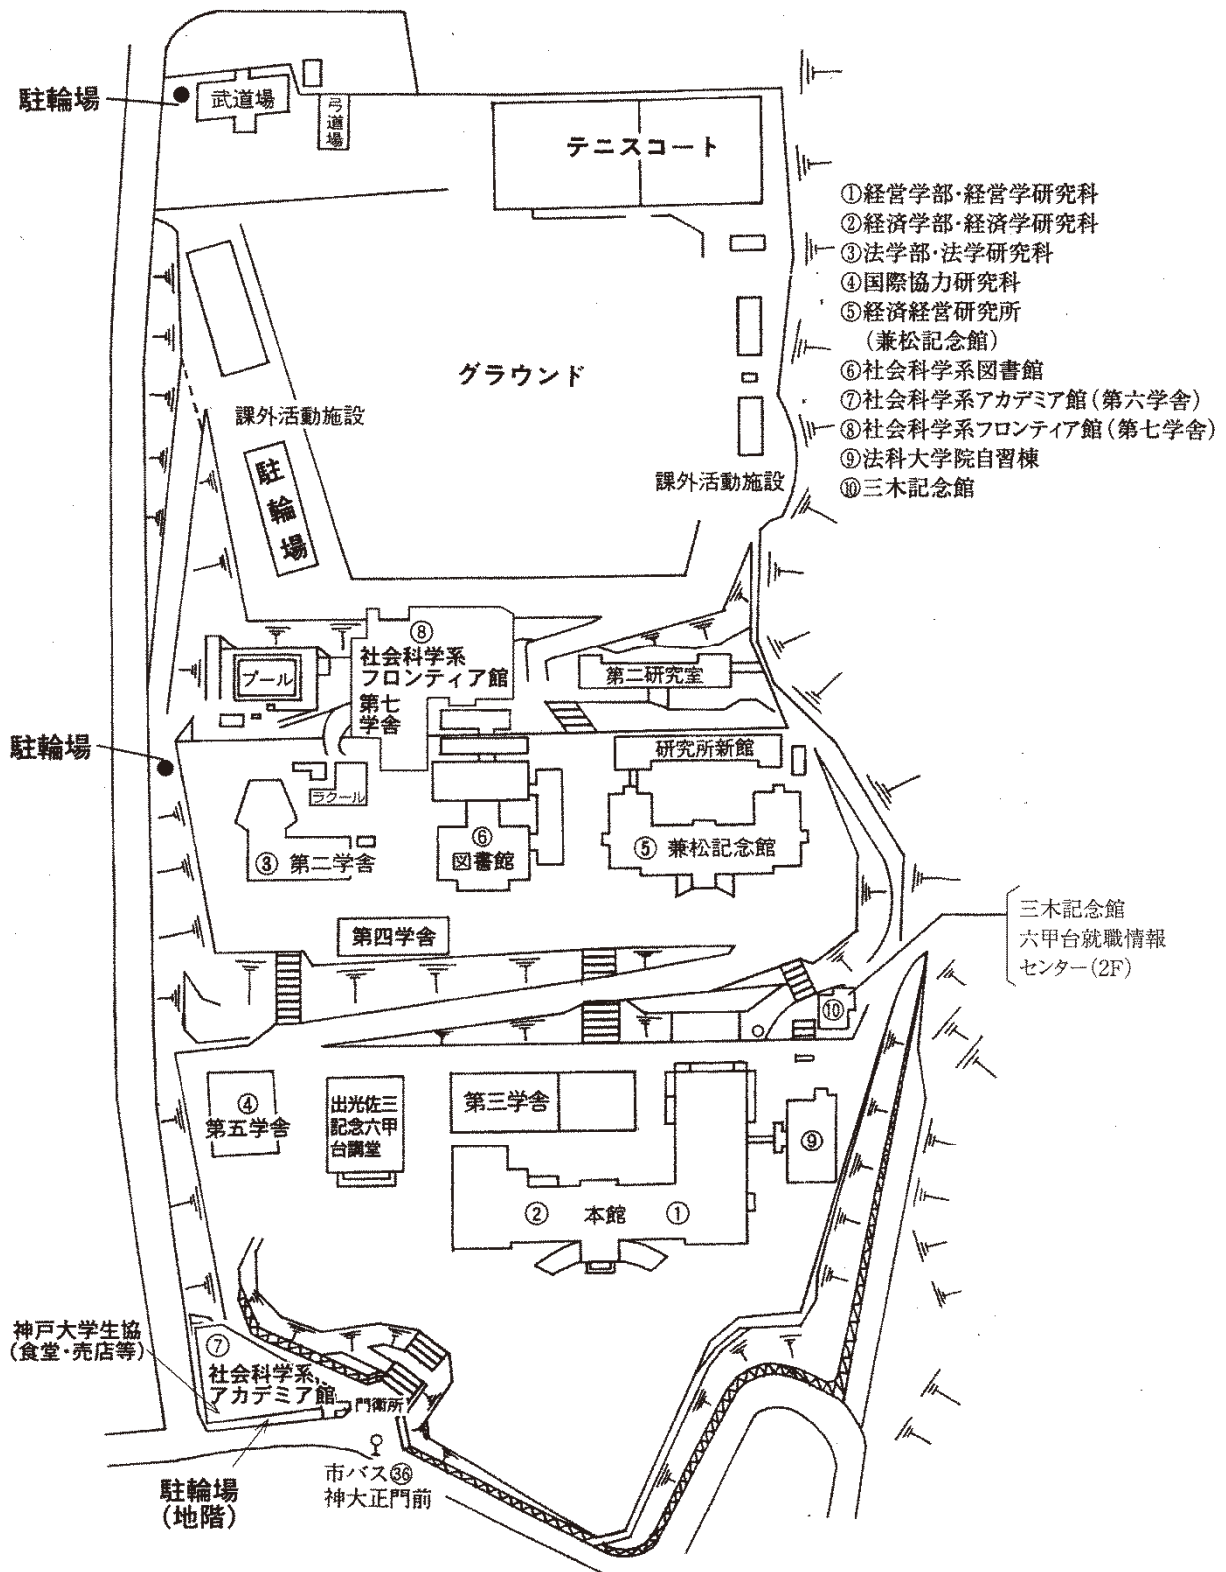 駐輪場
武道場
弓道場
テニスコート
①経営学部・経営学研究科
②経済学部・経済学研究科
③法学部・法学研究科
④国際協力研究科
⑤経済経営研究所
(兼松記念館)
⑥社会科学系図書館
⑦社会科学系アカデミア館(第六学舎)
⑧社会科学系フロンティア館(第七学舎)
⑨法科大学院自習棟
⑩三木記念館
グラウンド
課外活動施設
駐輪場
課外活動施設
⑧
社会科学系
フロンティア館
第七
学舎
プール
第二研究室
駐輪場
研究所新館
ラクール
③ 第二学舎
⑥
図書館
⑤ 兼松記念館
第四学舎
三木記念館
六甲台就職情報
センター(2F)
⑩
④
第五学舎
出光佐三
記念六甲
台講堂
第三学舎
⑨
② 本館 ①
神戸大学生協
(食堂・売店等)
⑦
社会科学系
アカデミア館
門衛所
駐輪場
(地階)
市バス㊱
神大正門前